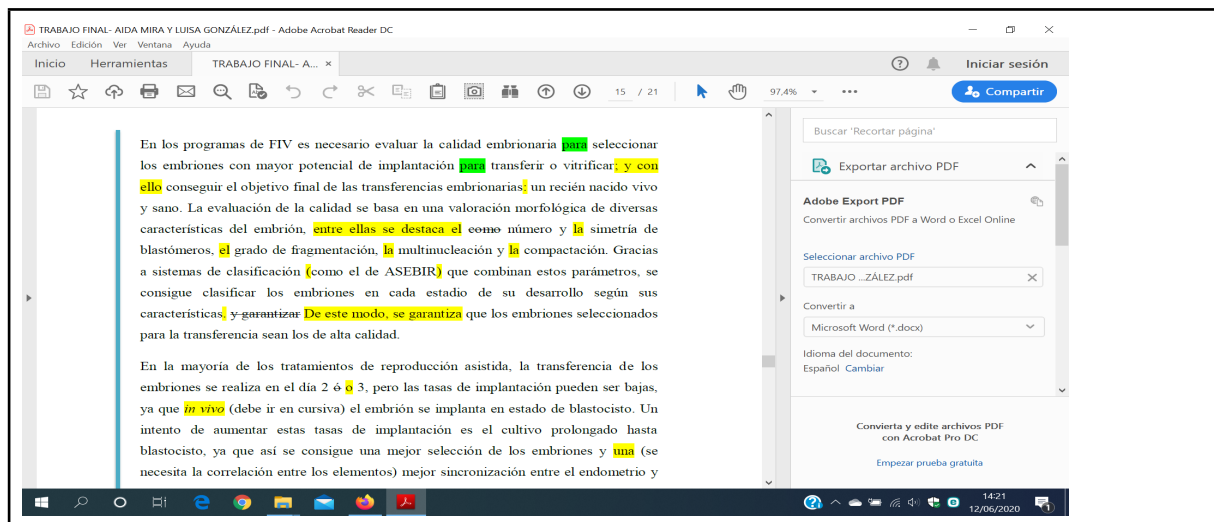 TRABAJO FINAL- AIDA MIRA Y LUISA GONZÁLEZ.pdf - Adobe Acrobat Reader DC
Archivo Edición Ver Ventana Ayuda
Inicio Herramientas TRABAJO FINAL- A... × Iniciar sesión
15 / 21 97,4% Compartir
En los programas de FIV es necesario evaluar la calidad embrionaria para seleccionar
los embriones con mayor potencial de implantación para transferir o vitrificar; y con
ello conseguir el objetivo final de las transferencias embrionarias: un recién nacido vivo
y sano. La evaluación de la calidad se basa en una valoración morfológica de diversas
características del embrión, entre ellas se destaca el como número y la simetría de
blastómeros, el grado de fragmentación, la multinucleación y la compactación. Gracias
a sistemas de clasificación (como el de ASEBIR) que combinan estos parámetros, se
consigue clasificar los embriones en cada estadio de su desarrollo según sus
características. y garantizar De este modo, se garantiza que los embriones seleccionados
para la transferencia sean los de alta calidad.
En la mayoría de los tratamientos de reproducción asistida, la transferencia de los
embriones se realiza en el día 2 ó o 3, pero las tasas de implantación pueden ser bajas,
ya que in vivo (debe ir en cursiva) el embrión se implanta en estado de blastocisto. Un
intento de aumentar estas tasas de implantación es el cultivo prolongado hasta
blastocisto, ya que así se consigue una mejor selección de los embriones y una (se
necesita la correlación entre los elementos) mejor sincronización entre el endometrio y
Buscar 'Recortar página'
Exportar archivo PDF
Adobe Export PDF
Convertir archivos PDF a Word o Excel Online
Seleccionar archivo PDF
TRABAJO ...ZÁLEZ.pdf ×
Convertir a
Microsoft Word (*.docx)
Idioma del documento:
Español Cambiar
Convierta y edite archivos PDF
con Acrobat Pro DC
Empezar prueba gratuita
14:21
12/06/2020